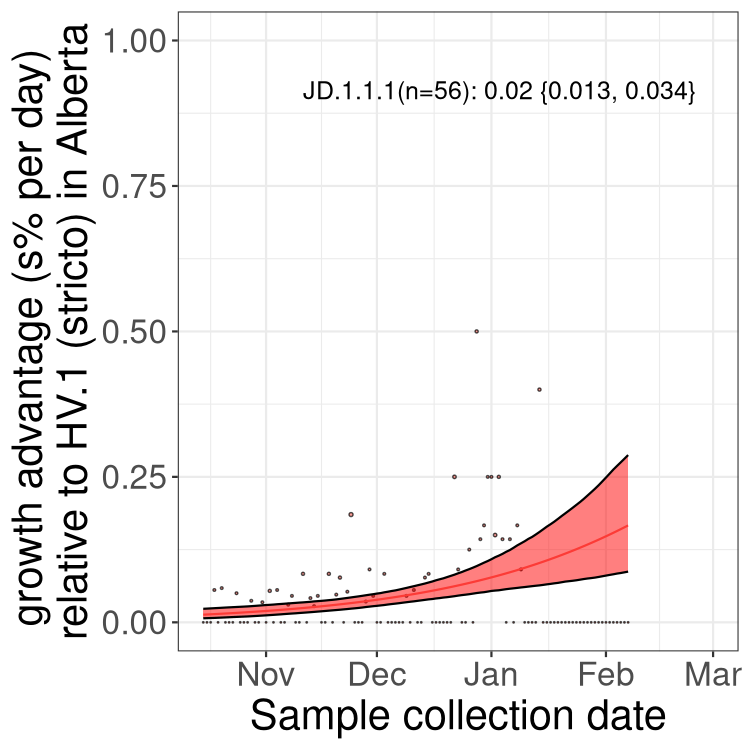 growth advantage (s% per day)
relative to HV.1 (stricto) in Alberta
1.00
0.75
0.50
0.25
0.00
JD.1.1.1(n=56): 0.02 {0.013, 0.034}
Nov Dec Jan Feb Mar
Sample collection date